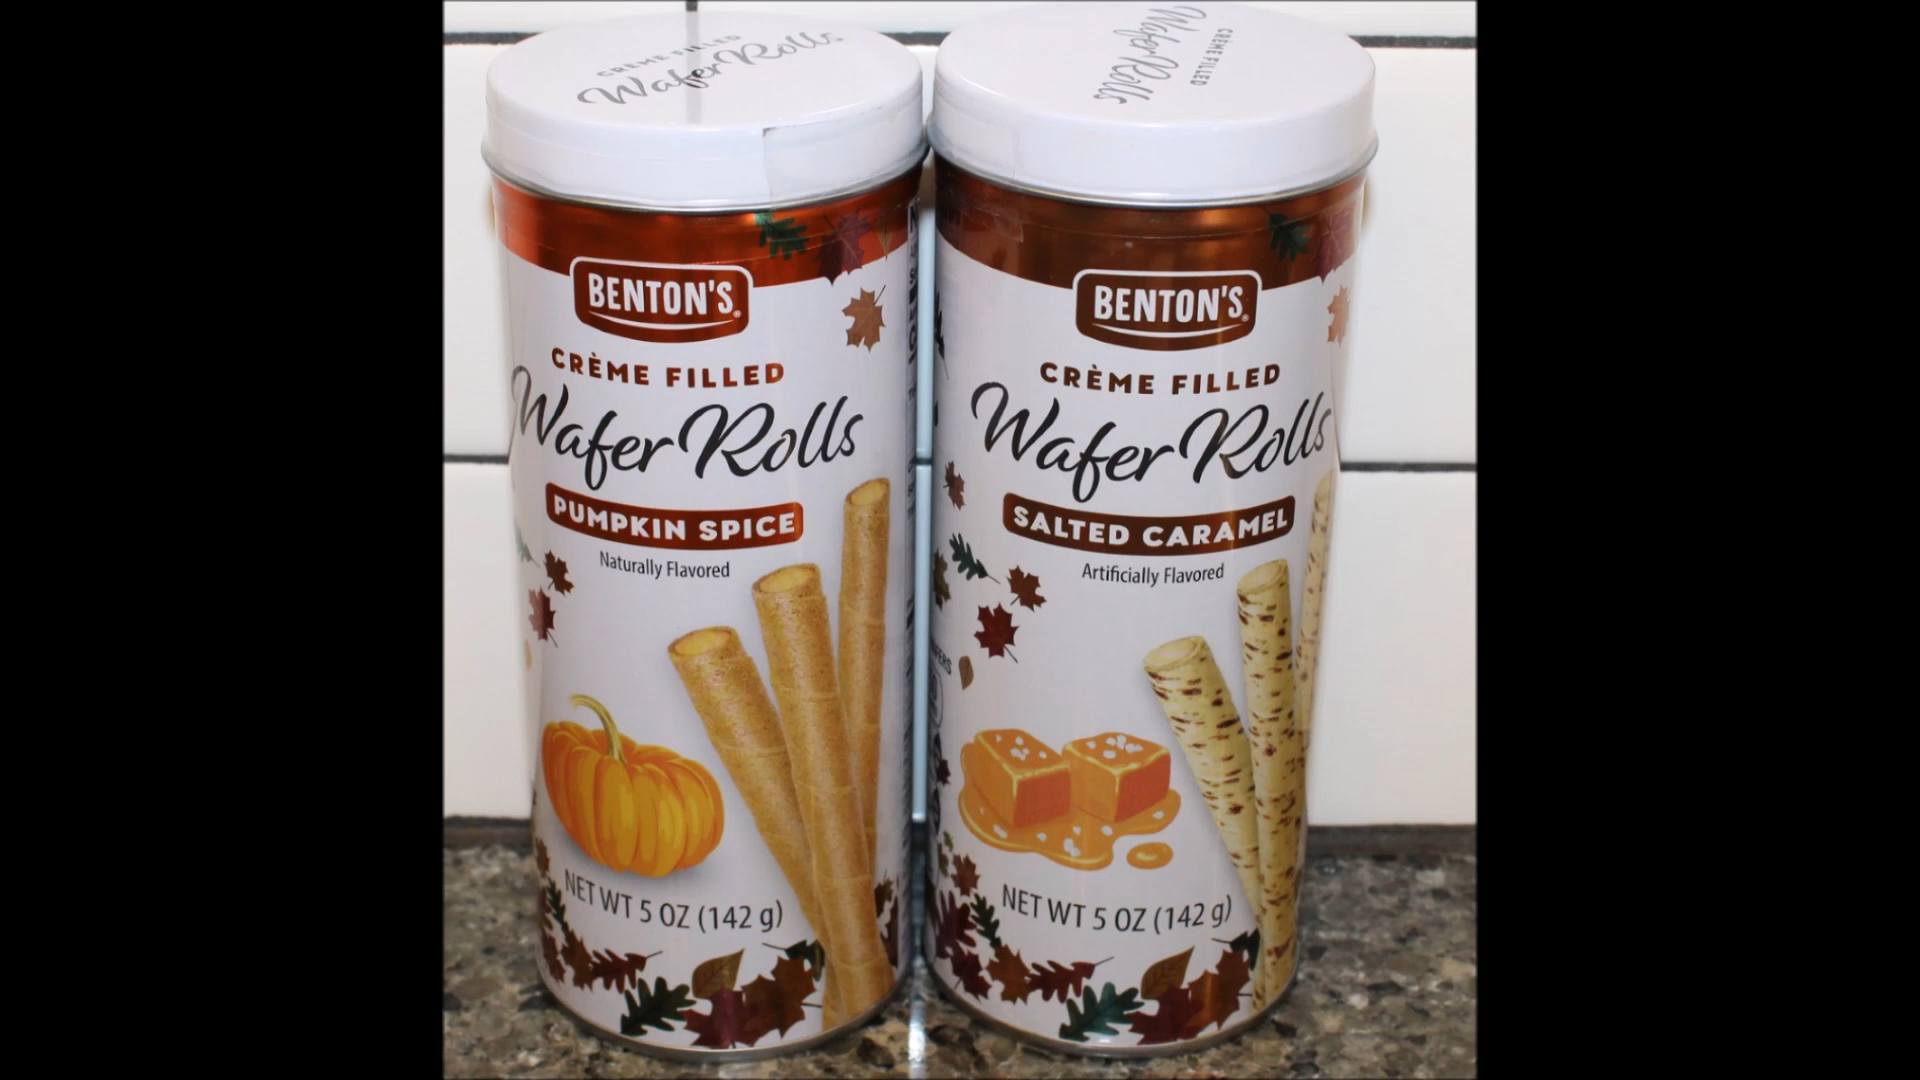 CRÈME FILLED
Wafer Rolls
BENTON'S®
CRÈME FILLED
Wafer Rolls
PUMPKIN SPICE
Naturally Flavored
NET WT 5 OZ (142 g)
CRÈME FILLED
Wafer Rolls
BENTON'S®
CRÈME FILLED
Wafer Rolls
SALTED CARAMEL
Artificially Flavored
NET WT 5 OZ (142 g)